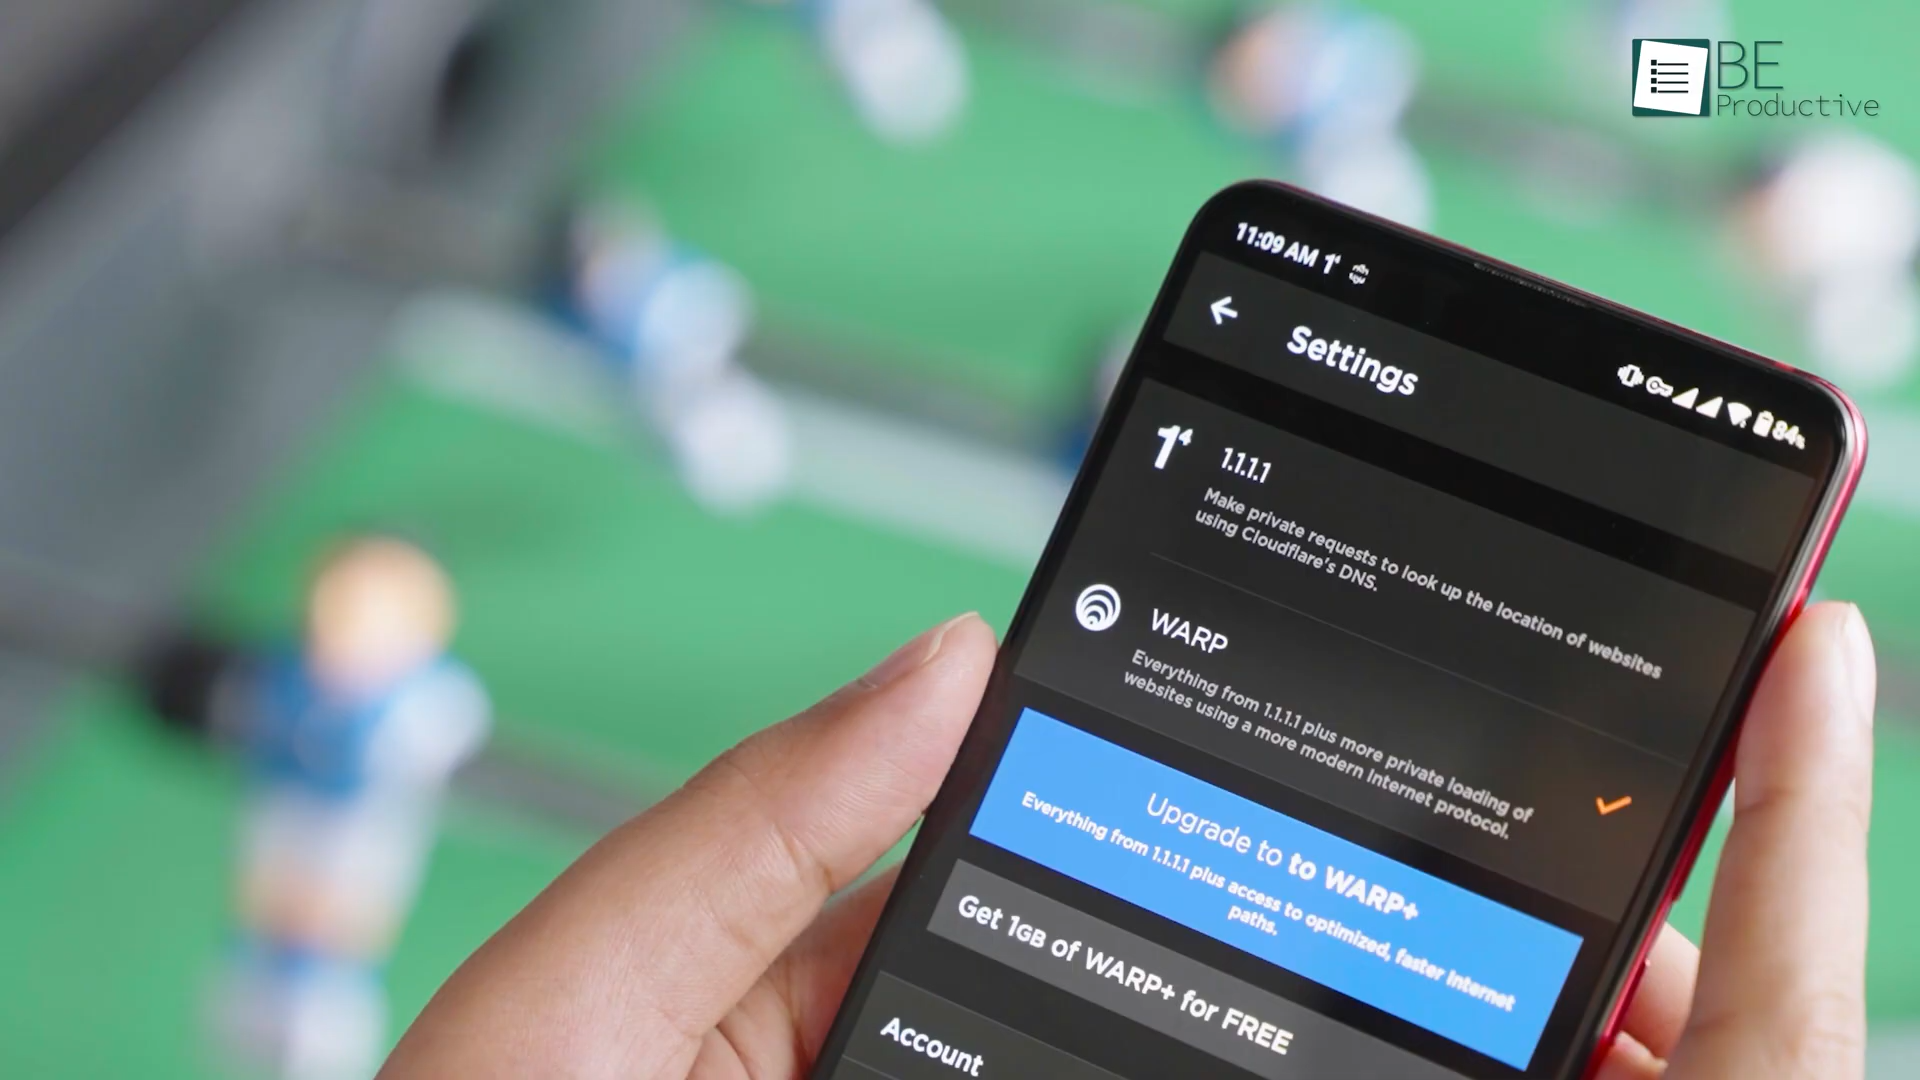 BE
Productive
11:09 AM 1⁴
84%
Settings
1⁴ 1.1.1.1
Make private requests to look up the location of websites
using Cloudflare's DNS.
WARP
Everything from 1.1.1.1 plus more private loading of
websites using a more modern Internet protocol.
Upgrade to to WARP+
Everything from 1.1.1.1 plus access to optimized, faster Internet
paths.
Get 1GB of WARP+ for FREE
Account